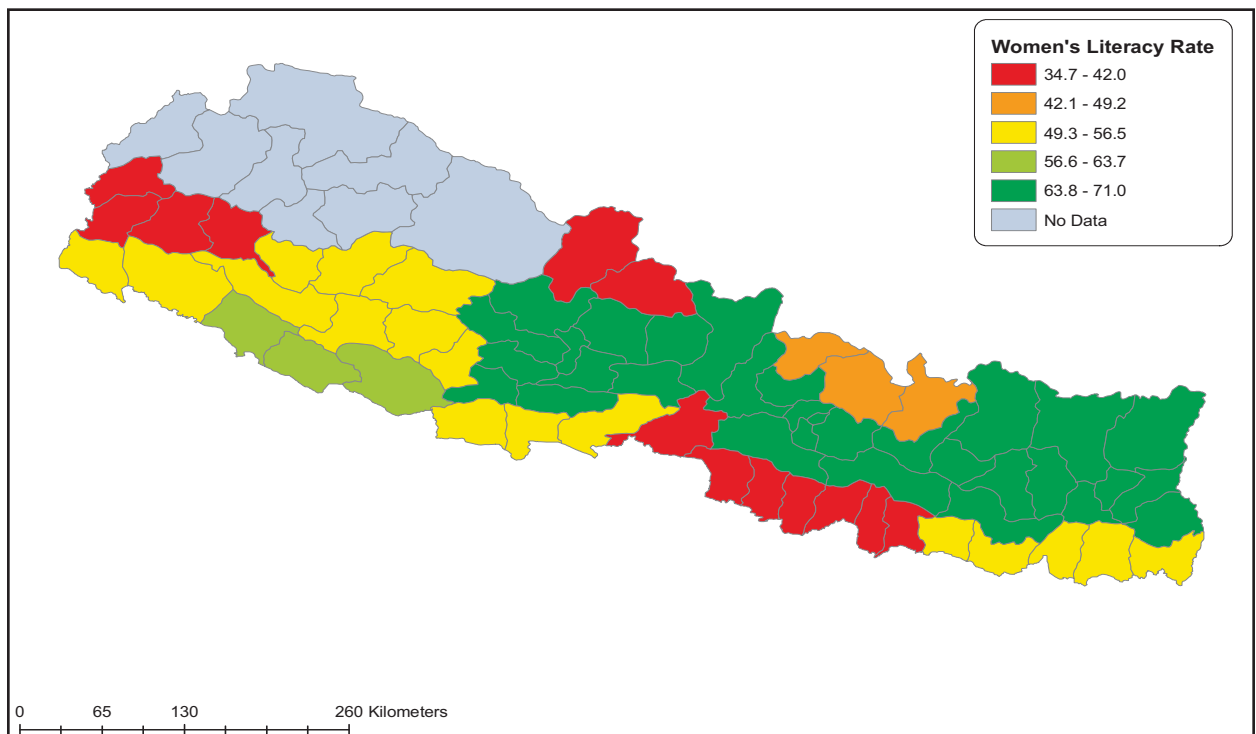 Women's Literacy Rate
34.7 - 42.0
42.1 - 49.2
49.3 - 56.5
56.6 - 63.7
63.8 - 71.0
No Data
0 65 130 260 Kilometers